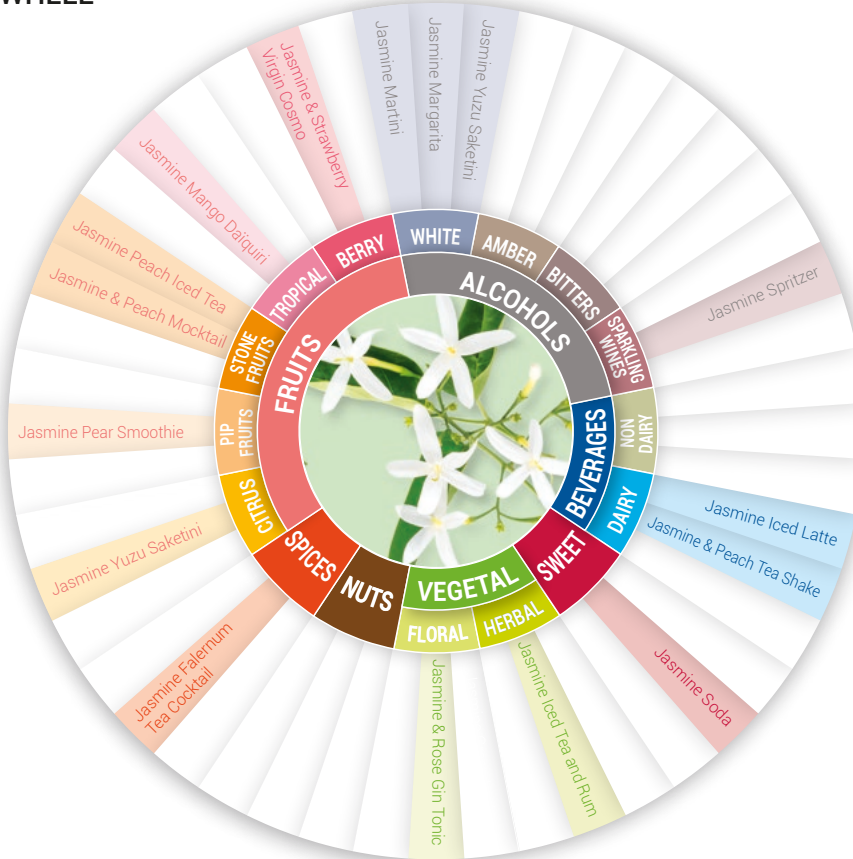 WHEEL
Jasmine Martini
Jasmine Margarita
Jasmine Yuzu Saketini
Jasmine Spritzer
Jasmine Iced Latte
Jasmine & Peach Tea Shake
Jasmine Soda
Jasmine Iced Tea and Rum
Jasmine & Rose Gin Tonic
Jasmine Falernum
Tea Cocktail
Jasmine Yuzu Saketini
Jasmine Pear Smoothie
Jasmine & Peach Mocktail
Jasmine Peach Iced Tea
Jasmine Mango Daïquiri
Jasmine & Strawberry
Virgin Cosmo
WHITE
AMBER
BITTERS
SPARKLING
WINES
NON
DAIRY
DAIRY
SWEET
HERBAL
FLORAL
NUTS
SPICES
CITRUS
PIP
FRUITS
STONE
FRUITS
TROPICAL
BERRY
ALCOHOLS
BEVERAGES
VEGETAL
FRUITS